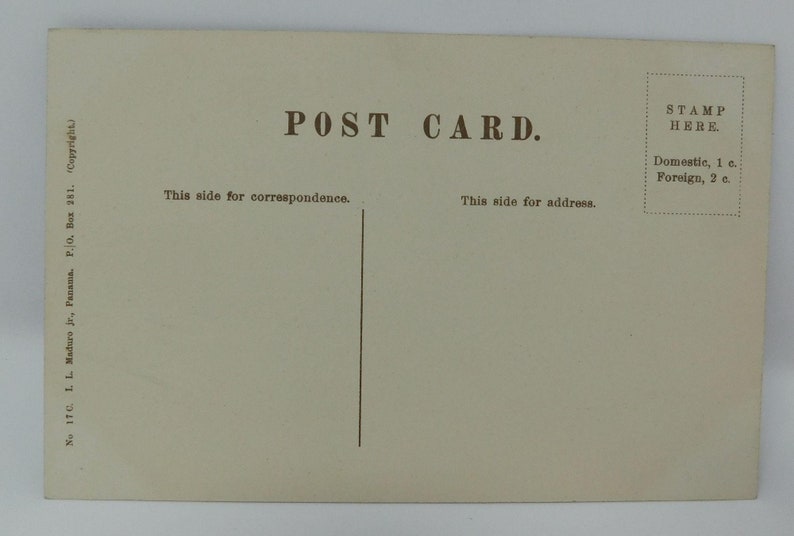 POST CARD.
STAMP
HERE.
Domestic, 1 c.
Foreign, 2 c.
This side for correspondence.
This side for address.
No 17 C. I. L. Maduro jr., Panama. P. O. Box 281. (Copyright.)